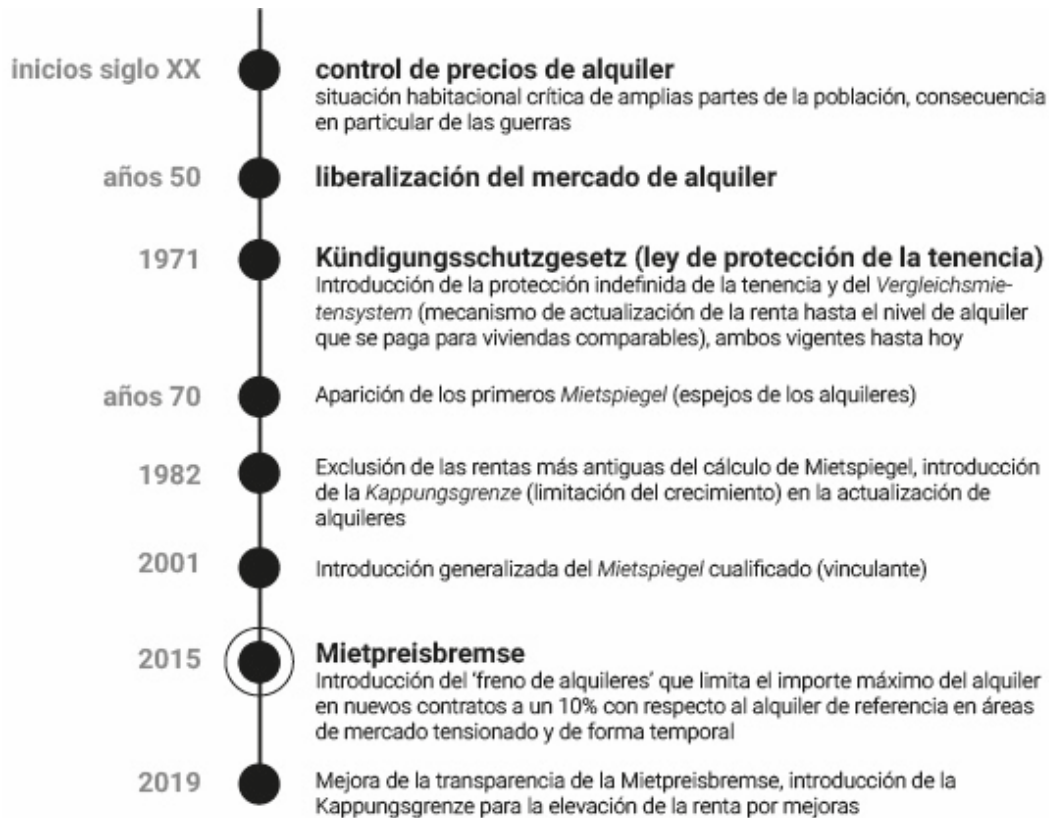 inicios siglo XX
control de precios de alquiler
situación habitacional crítica de amplias partes de la población, consecuencia
en particular de las guerras
años 50
liberalización del mercado de alquiler
1971
Kündigungsschutzgesetz (ley de protección de la tenencia)
Introducción de la protección indefinida de la tenencia y del Vergleichsmie-
tensystem (mecanismo de actualización de la renta hasta el nivel de alquiler
que se paga para viviendas comparables), ambos vigentes hasta hoy
años 70
Aparición de los primeros Mietspiegel (espejos de los alquileres)
1982
Exclusión de las rentas más antiguas del cálculo de Mietspiegel, introducción
de la Kappungsgrenze (limitación del crecimiento) en la actualización de
alquileres
2001
Introducción generalizada del Mietspiegel cualificado (vinculante)
2015
Mietpreisbremse
Introducción del ‘freno de alquileres’ que limita el importe máximo del alquiler
en nuevos contratos a un 10% con respecto al alquiler de referencia en áreas
de mercado tensionado y de forma temporal
2019
Mejora de la transparencia de la Mietpreisbremse, introducción de la
Kappungsgrenze para la elevación de la renta por mejoras